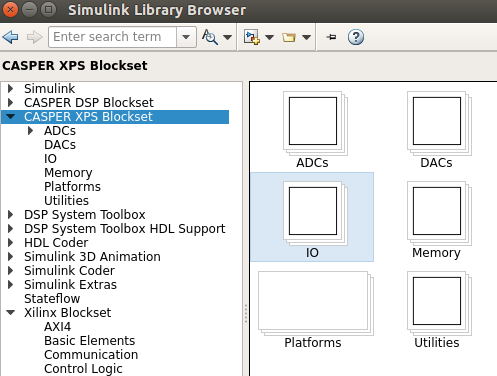 Simulink Library Browser
Enter search term
CASPER XPS Blockset
Simulink
CASPER DSP Blockset
CASPER XPS Blockset
ADCs
DACs
IO
Memory
Platforms
Utilities
DSP System Toolbox
DSP System Toolbox HDL Support
HDL Coder
Simulink 3D Animation
Simulink Coder
Simulink Extras
Stateflow
Xilinx Blockset
AXI4
Basic Elements
Communication
Control Logic
ADCs
DACs
IO
Memory
Platforms
Utilities